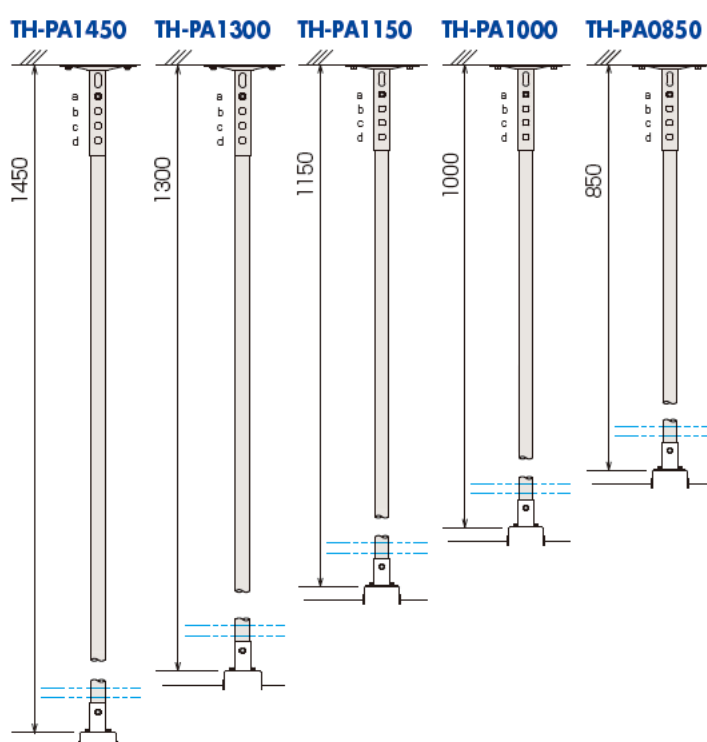 TH-PA1450 TH-PA1300 TH-PA1150 TH-PA1000 TH-PA0850
a a a a a
b b b b b
c c c c c
d d d d d
1450 1300 1150 1000 850